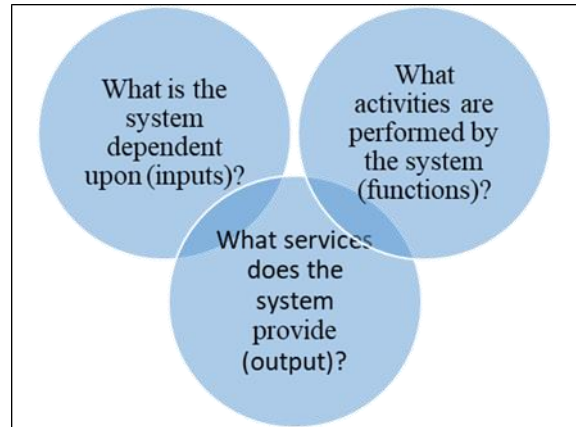 What is the
system
dependent
upon (inputs)?
What
activities are
performed by
the system
(functions)?
What services
does the
system
provide
(output)?